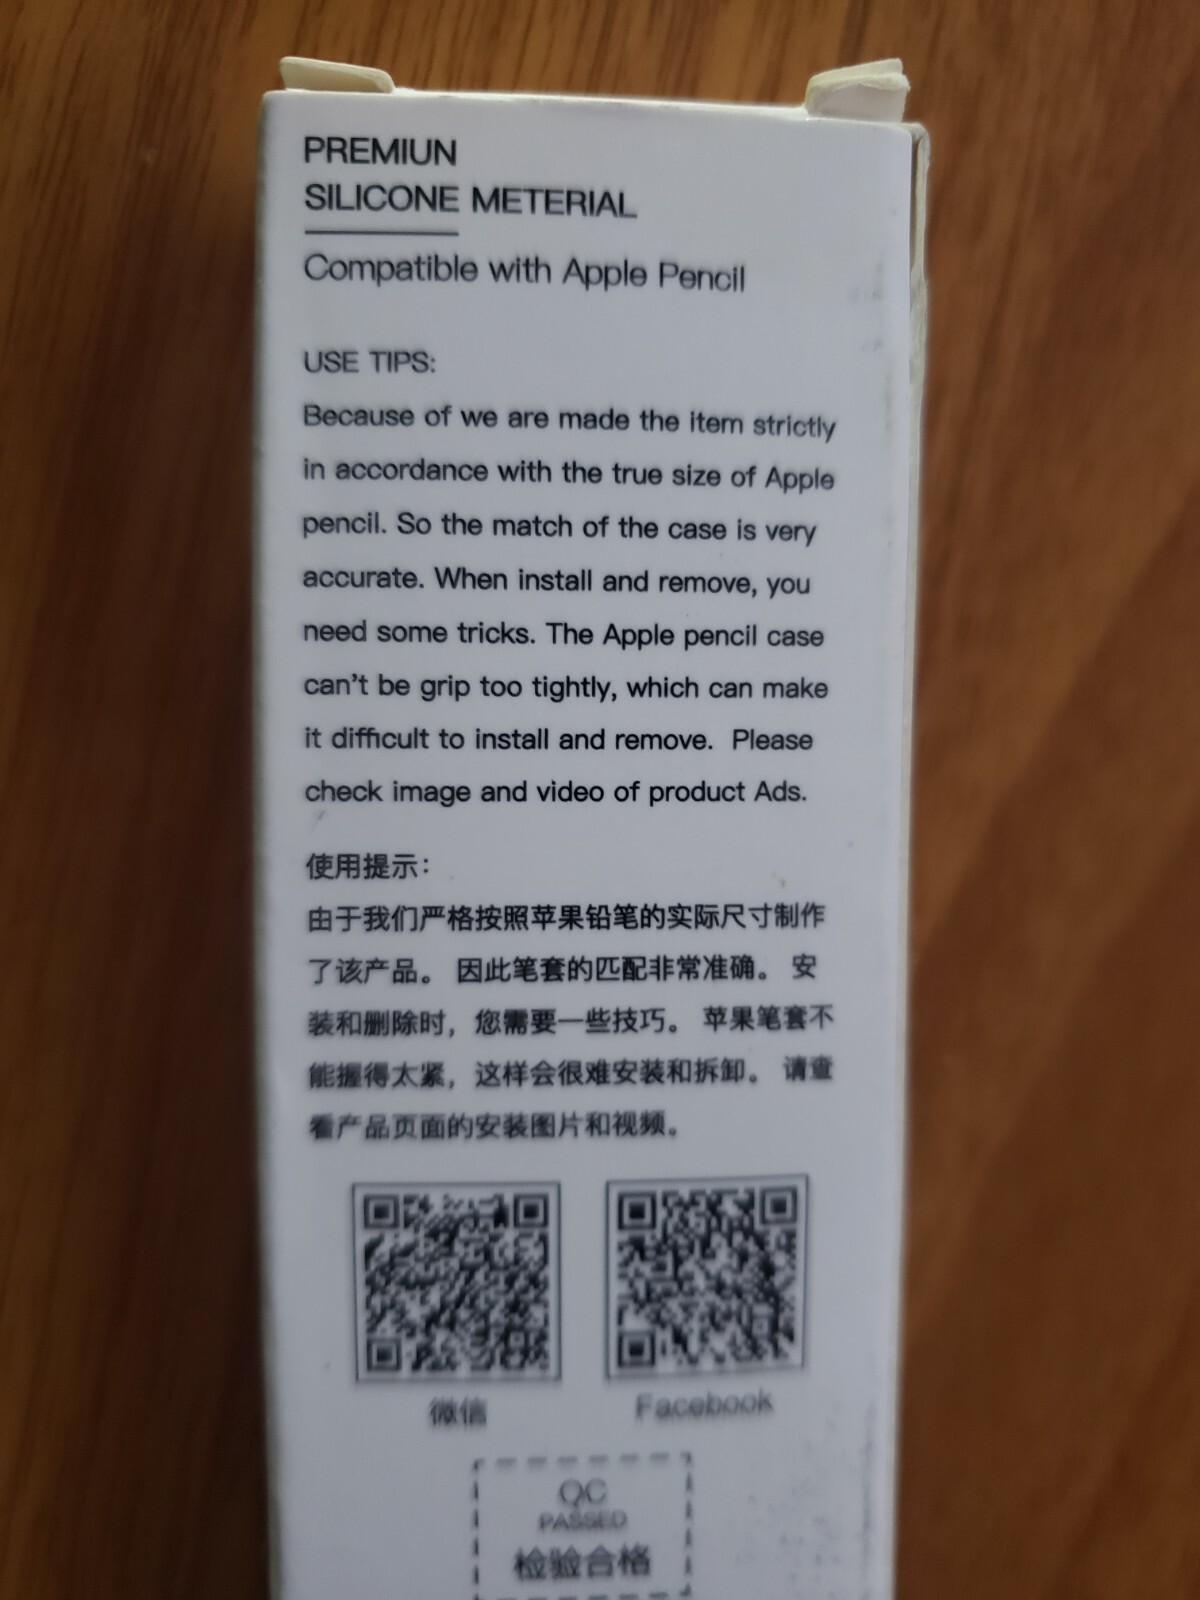 PREMIUN
SILICONE METERIAL
Compatible with Apple Pencil
USE TIPS:
Because of we are made the item strictly
in accordance with the true size of Apple
pencil. So the match of the case is very
accurate. When install and remove, you
need some tricks. The Apple pencil case
can't be grip too tightly, which can make
it difficult to install and remove. Please
check image and video of product Ads.
使用提示：
由于我们严格按照苹果铅笔的实际尺寸制作
了该产品。 因此笔套的匹配非常准确。 安
装和删除时，您需要一些技巧。 苹果笔套不
能握得太紧，这样会很难安装和拆卸。 请查
看产品页面的安装图片和视频。
微信
Facebook
QC
PASSED
检验合格